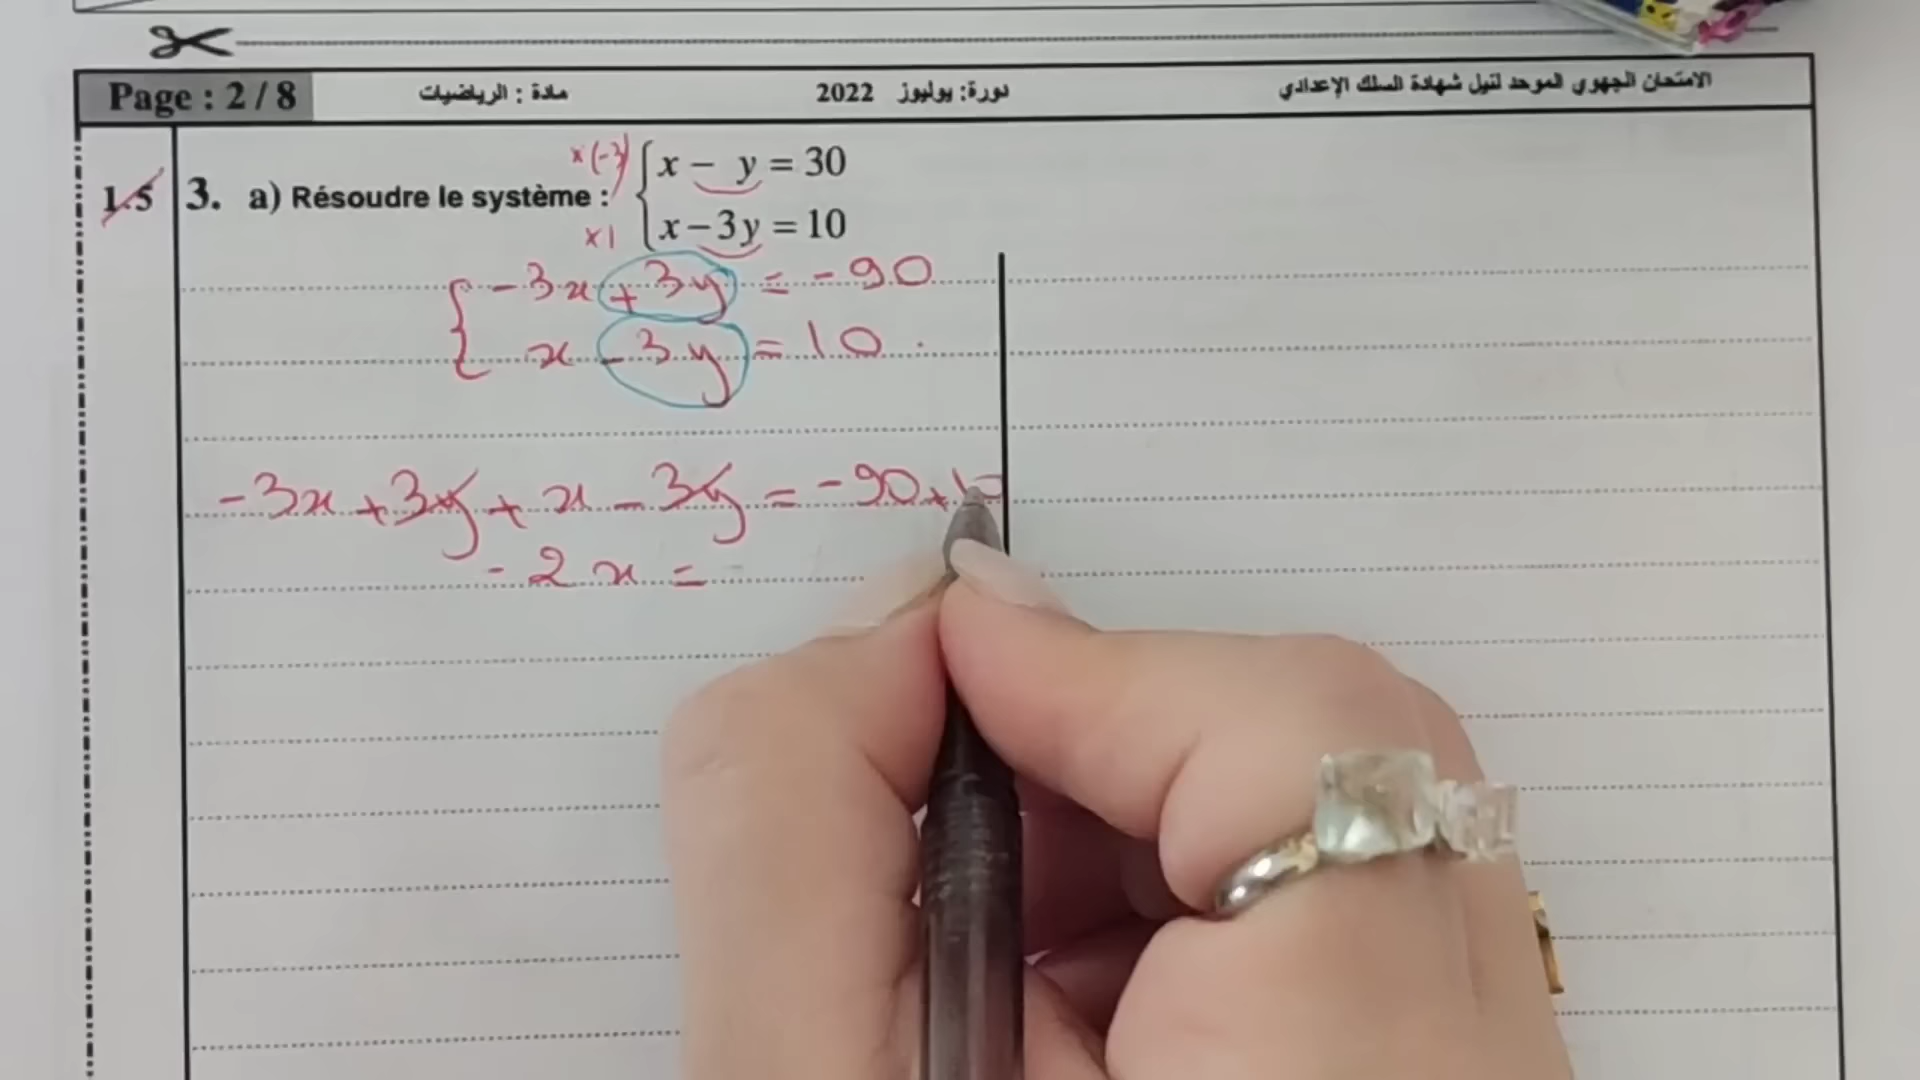 Page : 2 / 8
مادة : الرياضيات
دورة: يوليوز 2022
الامتحان الجهوي الموحد لنيل شهادة السلك الإعدادي
1.5
3. a) Résoudre le système :
×(-3) x - y = 30
×1 x - 3y = 10
-3x + 3y = -90
x - 3y = 10
-3x + 3y + x - 3y = -90 + 10
-2x =